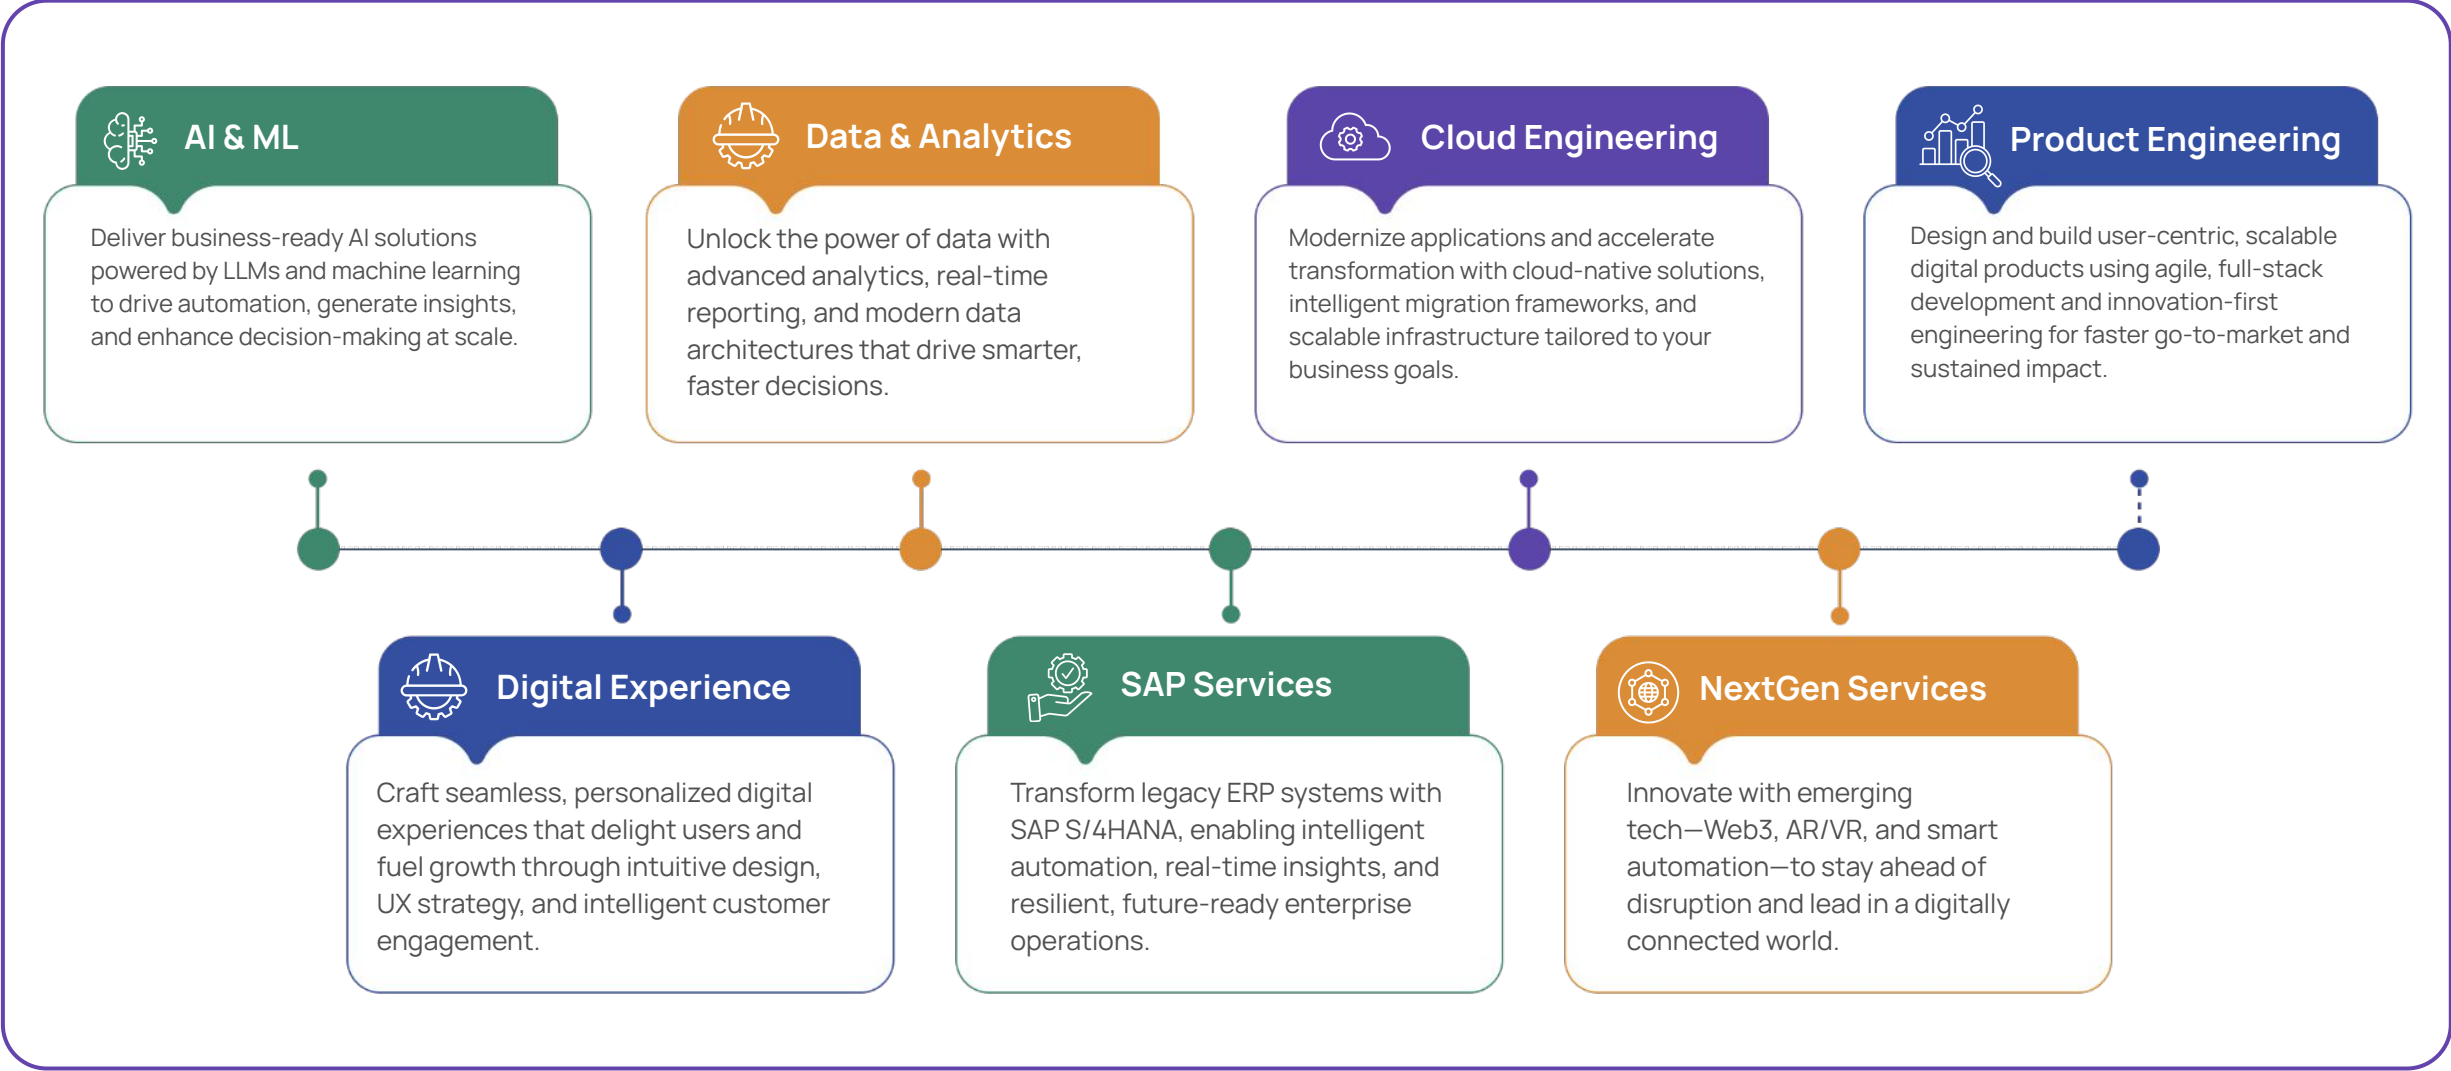 AI & ML
Deliver business-ready AI solutions
powered by LLMs and machine learning
to drive automation, generate insights,
and enhance decision-making at scale.
Data & Analytics
Unlock the power of data with
advanced analytics, real-time
reporting, and modern data
architectures that drive smarter,
faster decisions.
Cloud Engineering
Modernize applications and accelerate
transformation with cloud-native solutions,
intelligent migration frameworks, and
scalable infrastructure tailored to your
business goals.
Product Engineering
Design and build user-centric, scalable
digital products using agile, full-stack
development and innovation-first
engineering for faster go-to-market and
sustained impact.
Digital Experience
Craft seamless, personalized digital
experiences that delight users and
fuel growth through intuitive design,
UX strategy, and intelligent customer
engagement.
SAP Services
Transform legacy ERP systems with
SAP S/4HANA, enabling intelligent
automation, real-time insights, and
resilient, future-ready enterprise
operations.
NextGen Services
Innovate with emerging
tech—Web3, AR/VR, and smart
automation—to stay ahead of
disruption and lead in a digitally
connected world.